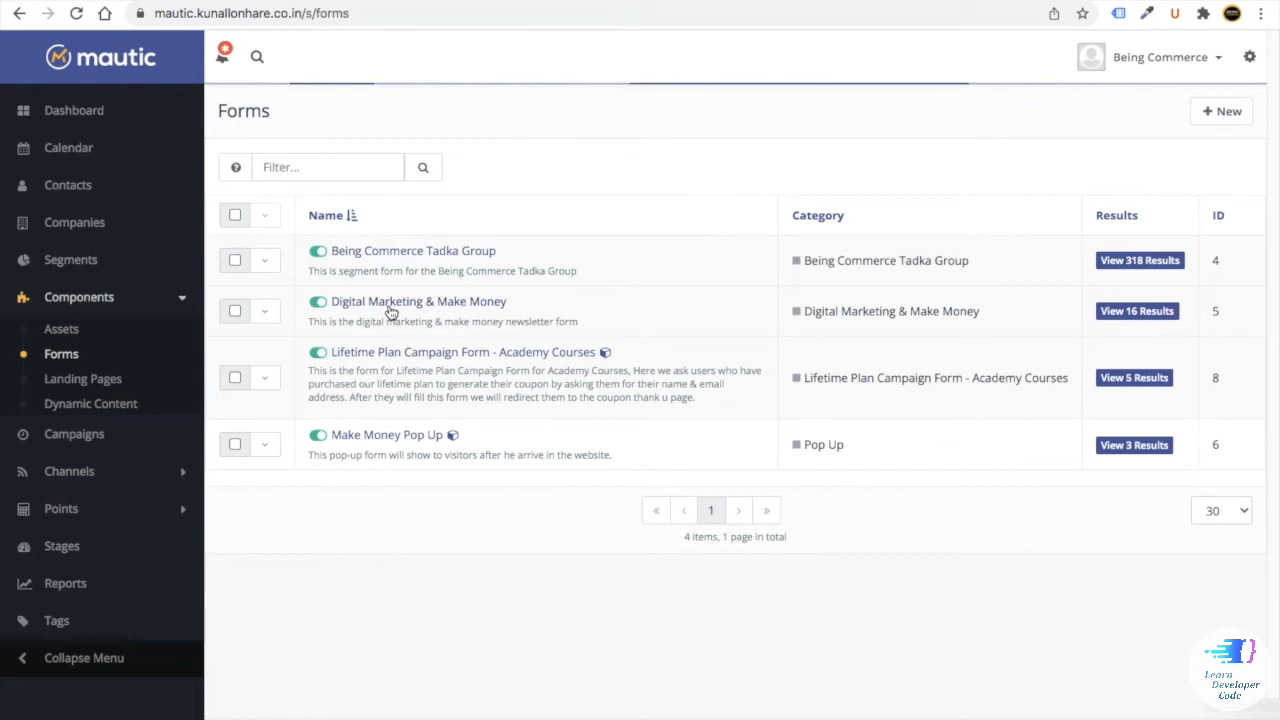 mautic.kunallonhare.co.in/s/forms
mautic
Being Commerce
Dashboard
Calendar
Contacts
Companies
Segments
Components
Assets
Forms
Landing Pages
Dynamic Content
Campaigns
Channels
Points
Stages
Reports
Tags
Collapse Menu
Forms
+ New
Filter...
Name
Category
Results
ID
Being Commerce Tadka Group
This is segment form for the Being Commerce Tadka Group
Being Commerce Tadka Group
View 318 Results
4
Digital Marketing & Make Money
This is the digital marketing & make money newsletter form
Digital Marketing & Make Money
View 16 Results
5
Lifetime Plan Campaign Form - Academy Courses
This is the form for Lifetime Plan Campaign Form for Academy Courses, Here we ask users who have
purchased our lifetime plan to generate their coupon by asking them for their name & email
address. After they will fill this form we will redirect them to the coupon thank u page.
Lifetime Plan Campaign Form - Academy Courses
View 5 Results
8
Make Money Pop Up
This pop-up form will show to visitors after he arrive in the website.
Pop Up
View 3 Results
6
« ‹ 1 › »
4 items, 1 page in total
30
Learn
Developer
Code